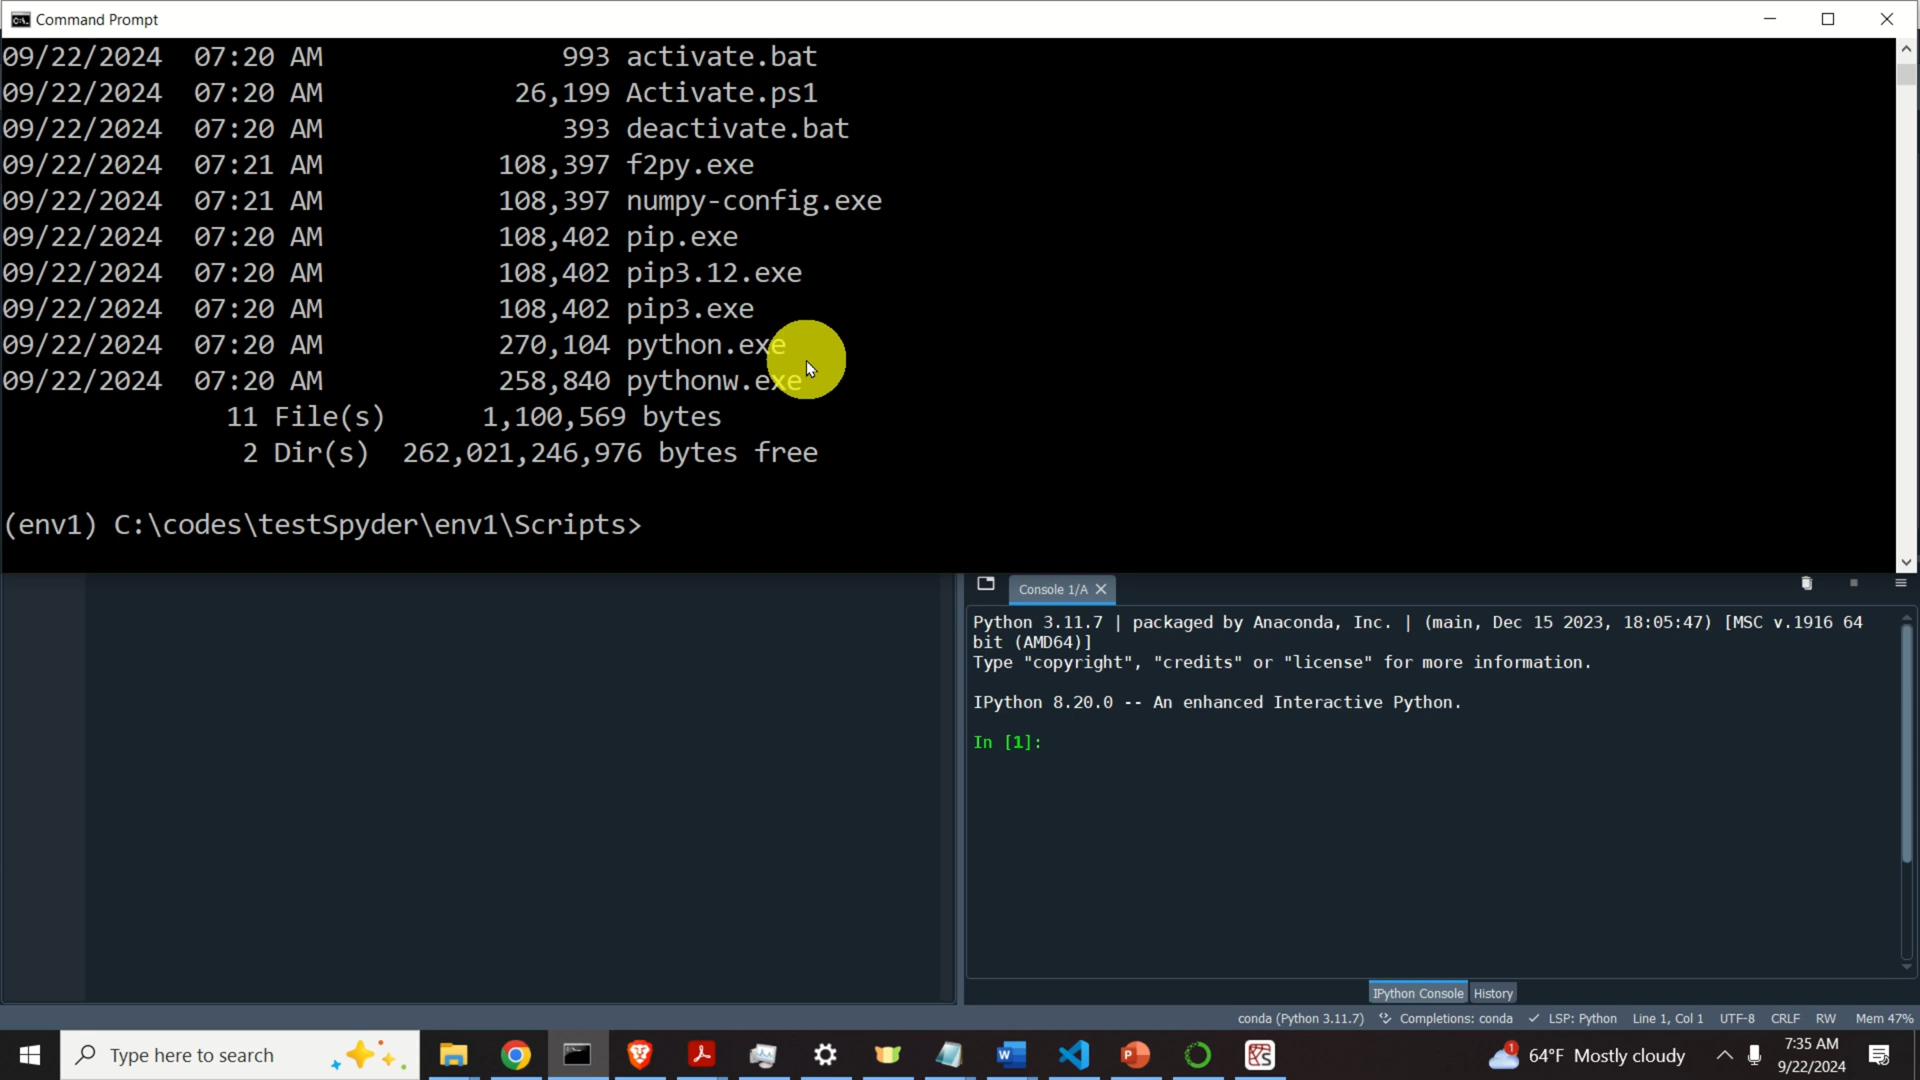 Command Prompt
09/22/2024  07:20 AM               993 activate.bat
09/22/2024  07:20 AM            26,199 Activate.ps1
09/22/2024  07:20 AM               393 deactivate.bat
09/22/2024  07:21 AM           108,397 f2py.exe
09/22/2024  07:21 AM           108,397 numpy-config.exe
09/22/2024  07:20 AM           108,402 pip.exe
09/22/2024  07:20 AM           108,402 pip3.12.exe
09/22/2024  07:20 AM           108,402 pip3.exe
09/22/2024  07:20 AM           270,104 python.exe
09/22/2024  07:20 AM           258,840 pythonw.exe
              11 File(s)      1,100,569 bytes
               2 Dir(s)  262,021,246,976 bytes free
(env1) C:\codes\testSpyder\env1\Scripts>
Console 1/A
Python 3.11.7 | packaged by Anaconda, Inc. | (main, Dec 15 2023, 18:05:47) [MSC v.1916 64
bit (AMD64)]
Type "copyright", "credits" or "license" for more information.
IPython 8.20.0 -- An enhanced Interactive Python.
In [1]:
IPython Console History
conda (Python 3.11.7) Completions: conda LSP: Python Line 1, Col 1 UTF-8 CRLF RW Mem 47%
Type here to search
64°F Mostly cloudy
7:35 AM
9/22/2024